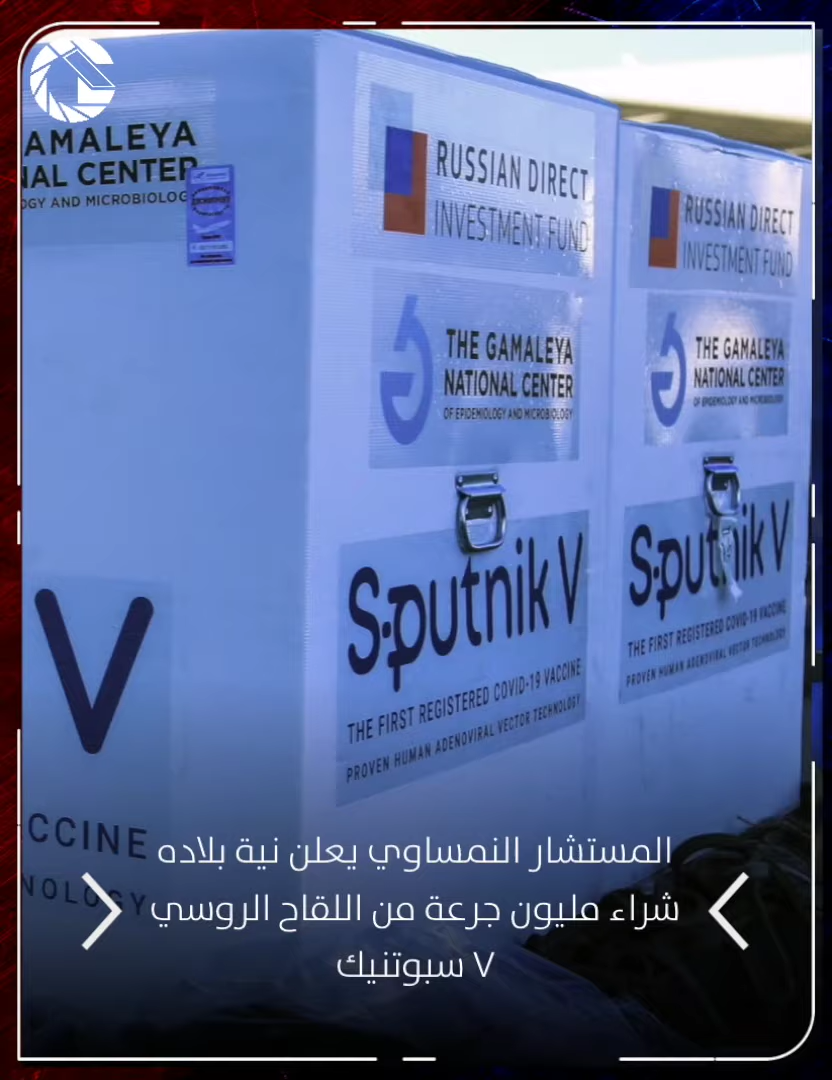 AMALEYA
NAL CENTER
OGY AND MICROBIOLOG
RUSSIAN DIRECT
INVESTMENT FUND
THE GAMALEYA
NATIONAL CENTER
OF EPIDEMIOLOGY AND MICROBIOLOGY
Sputnik V
THE FIRST REGISTERED COVID-19 VACCINE
PROVEN HUMAN ADENOVIRAL VECTOR TECHNOLOGY
RUSSIAN DIRECT
INVESTMENT FUND
THE GAMALEYA
NATIONAL CENTER
OF EPIDEMIOLOGY AND MICROBIOLOGY
Sputnik V
THE FIRST REGISTERED COVID-19 VACCINE
PROVEN HUMAN ADENOVIRAL VECTOR TECHNOLOGY
V
CCINE
NOLOGY
المستشار النمساوي يعلن نية بلاده
شراء مليون جرعة من اللقاح الروسي
سبوتنيك V